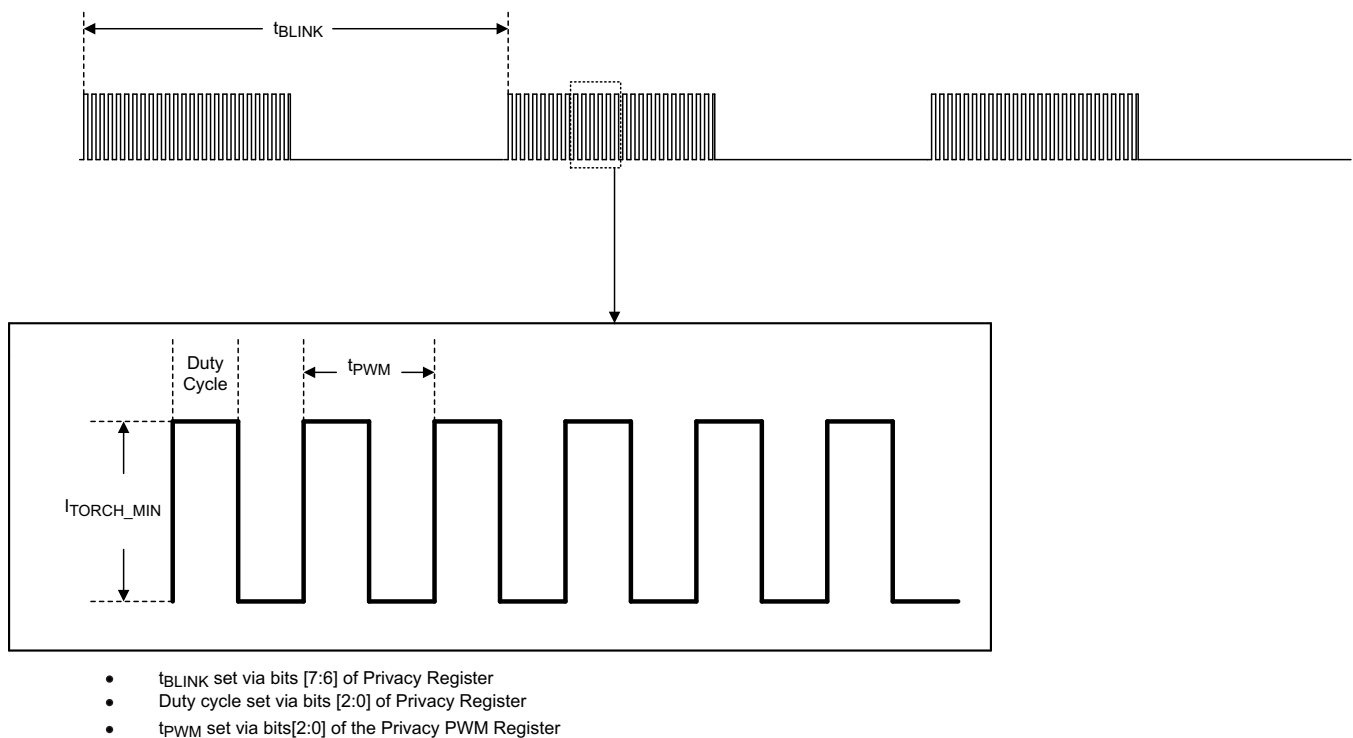 tBLINK
Duty
Cycle
tPWM
ITORCH_MIN
• tBLINK set via bits [7:6] of Privacy Register
• Duty cycle set via bits [2:0] of Privacy Register
• tPWM set via bits[2:0] of the Privacy PWM Register